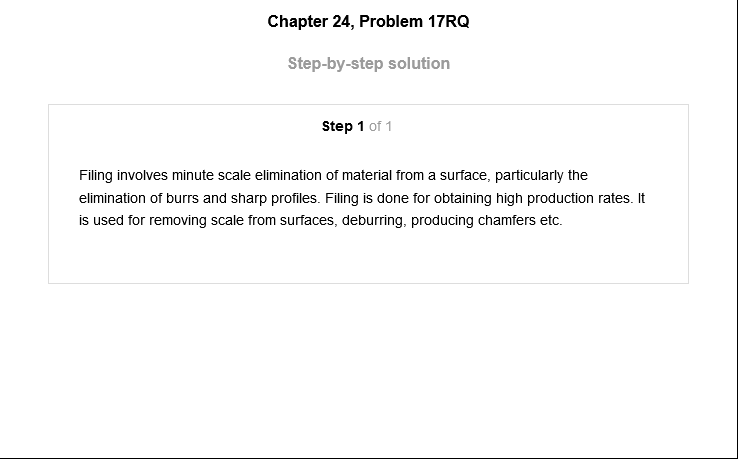 Chapter 24, Problem 17RQ
Step-by-step solution
Step 1 of 1
Filing involves minute scale elimination of material from a surface, particularly the
elimination of burrs and sharp profiles. Filing is done for obtaining high production rates. It
is used for removing scale from surfaces, deburring, producing chamfers etc.